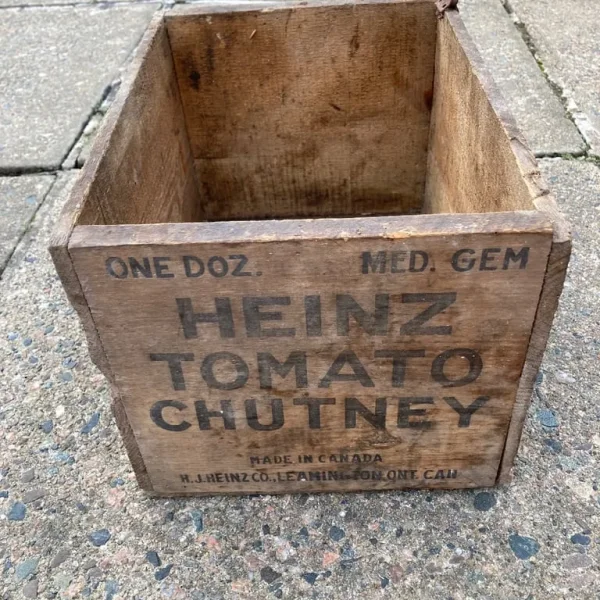 ONE DOZ. MED. GEM
HEINZ
TOMATO
CHUTNEY
MADE IN CANADA
H.J.HEINZ CO., LEAMINGTON, ONT. CAN